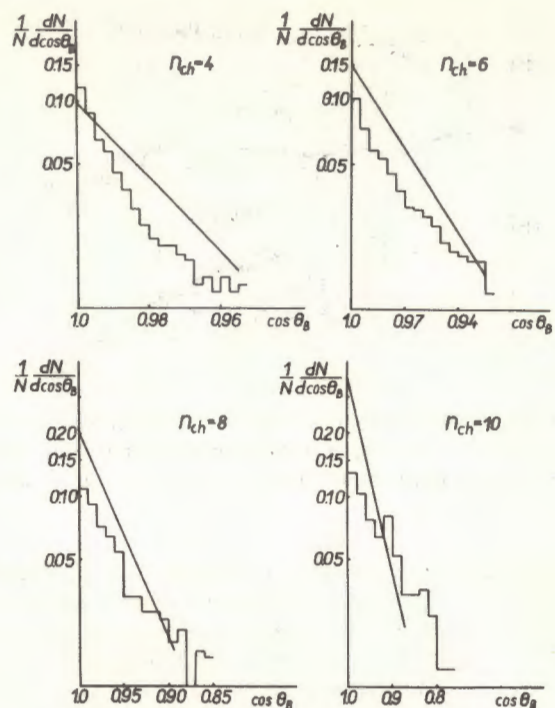 1/N dN/dcosθ_B
n_ch=4
0.15
0.10
0.05
1.0 0.98 0.96 cos θ_B
1/N dN/dcosθ_B
n_ch=6
0.15
0.10
0.05
1.0 0.97 0.94 cos θ_B
1/N dN/dcosθ_B
n_ch=8
0.20
0.15
0.10
0.05
1.0 0.95 0.90 0.85 cos θ_B
1/N dN/dcosθ_B
n_ch=10
0.20
0.15
0.10
0.05
1.0 0.9 0.8 cos θ_B